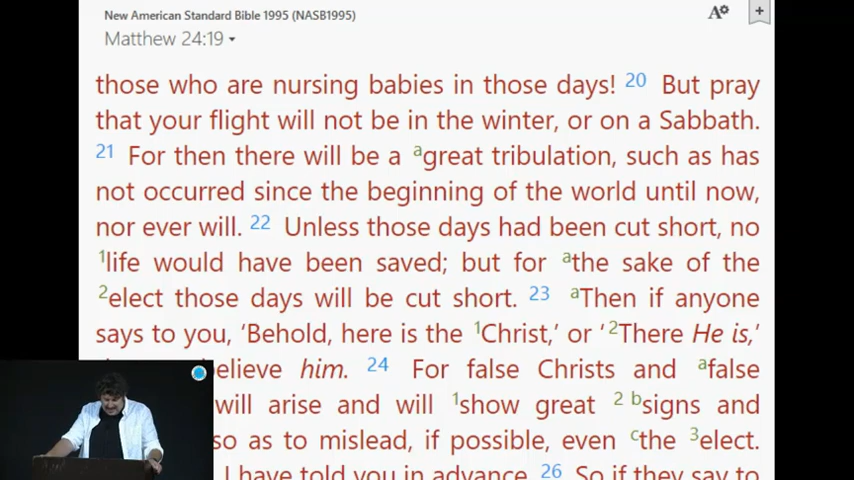 New American Standard Bible 1995 (NASB1995)
Matthew 24:19
those who are nursing babies in those days! 20 But pray
that your flight will not be in the winter, or on a Sabbath.
21 For then there will be a agreat tribulation, such as has
not occurred since the beginning of the world until now,
nor ever will. 22 Unless those days had been cut short, no
1life would have been saved; but for athe sake of the
2elect those days will be cut short. 23 aThen if anyone
says to you, ‘Behold, here is the 1Christ,’ or ‘2There He is,’
believe him. 24 For false Christs and afalse
will arise and will 1show great 2 bsigns and
so as to mislead, if possible, even cthe 3elect.
I have told you in advance. 26 So if they say to